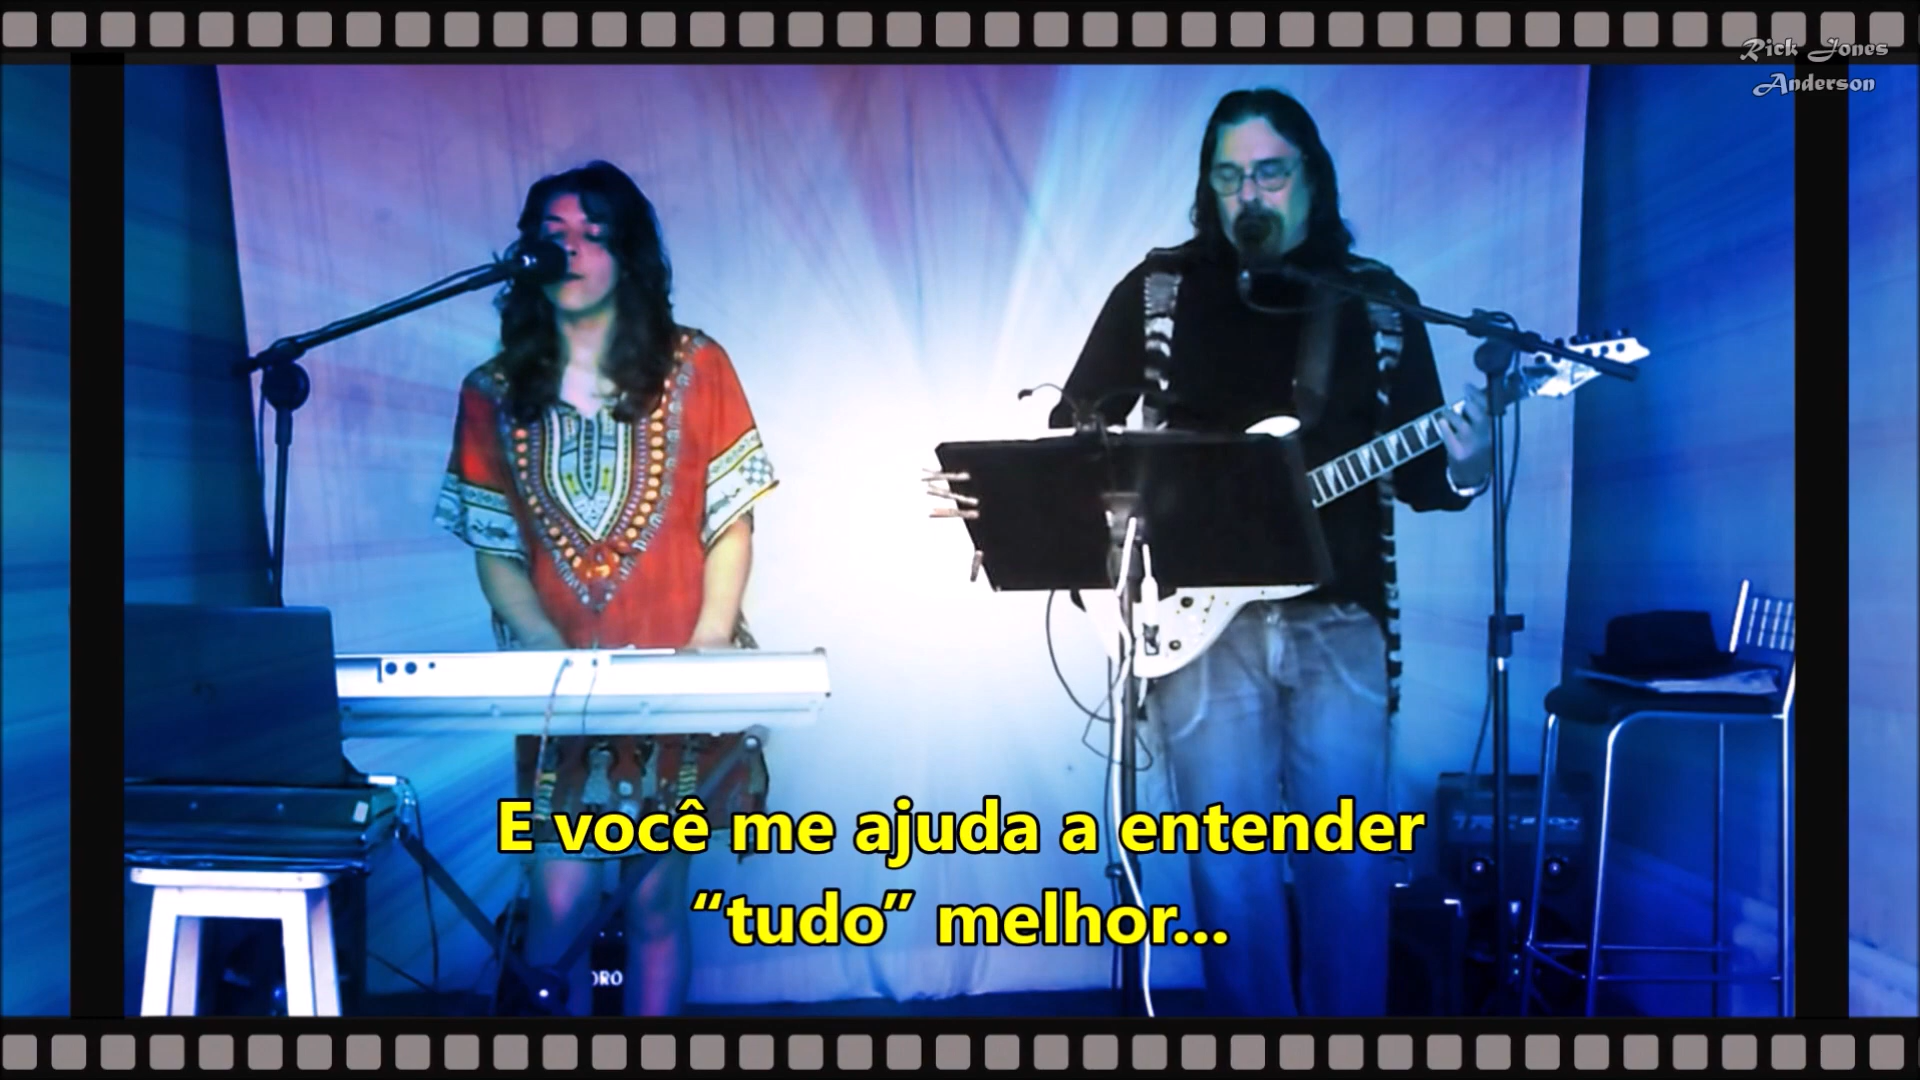 Rick Jones
Anderson
E você me ajuda a entender
“tudo” melhor...